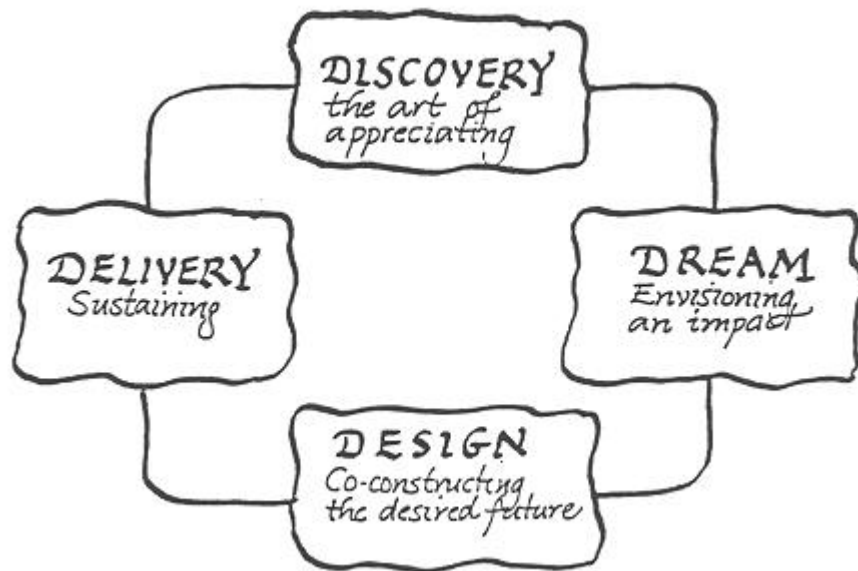 DISCOVERY
the art of
appreciating
DELIVERY
Sustaining
DREAM
Envisioning
an impact
DESIGN
Co-constructing
the desired future